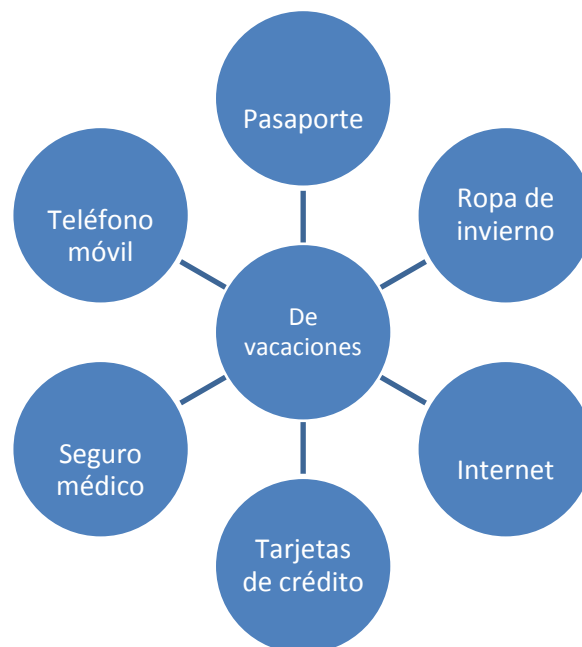 Pasaporte
Ropa de
invierno
Internet
Tarjetas
de crédito
Seguro
médico
Teléfono
móvil
De
vacaciones